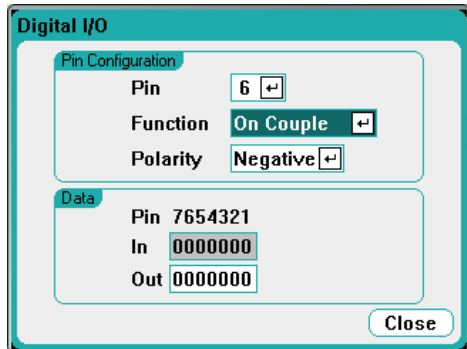 Digital I/O
Pin Configuration
Pin 6
Function On Couple
Polarity Negative
Data
Pin 7654321
In 0000000
Out 0000000
Close